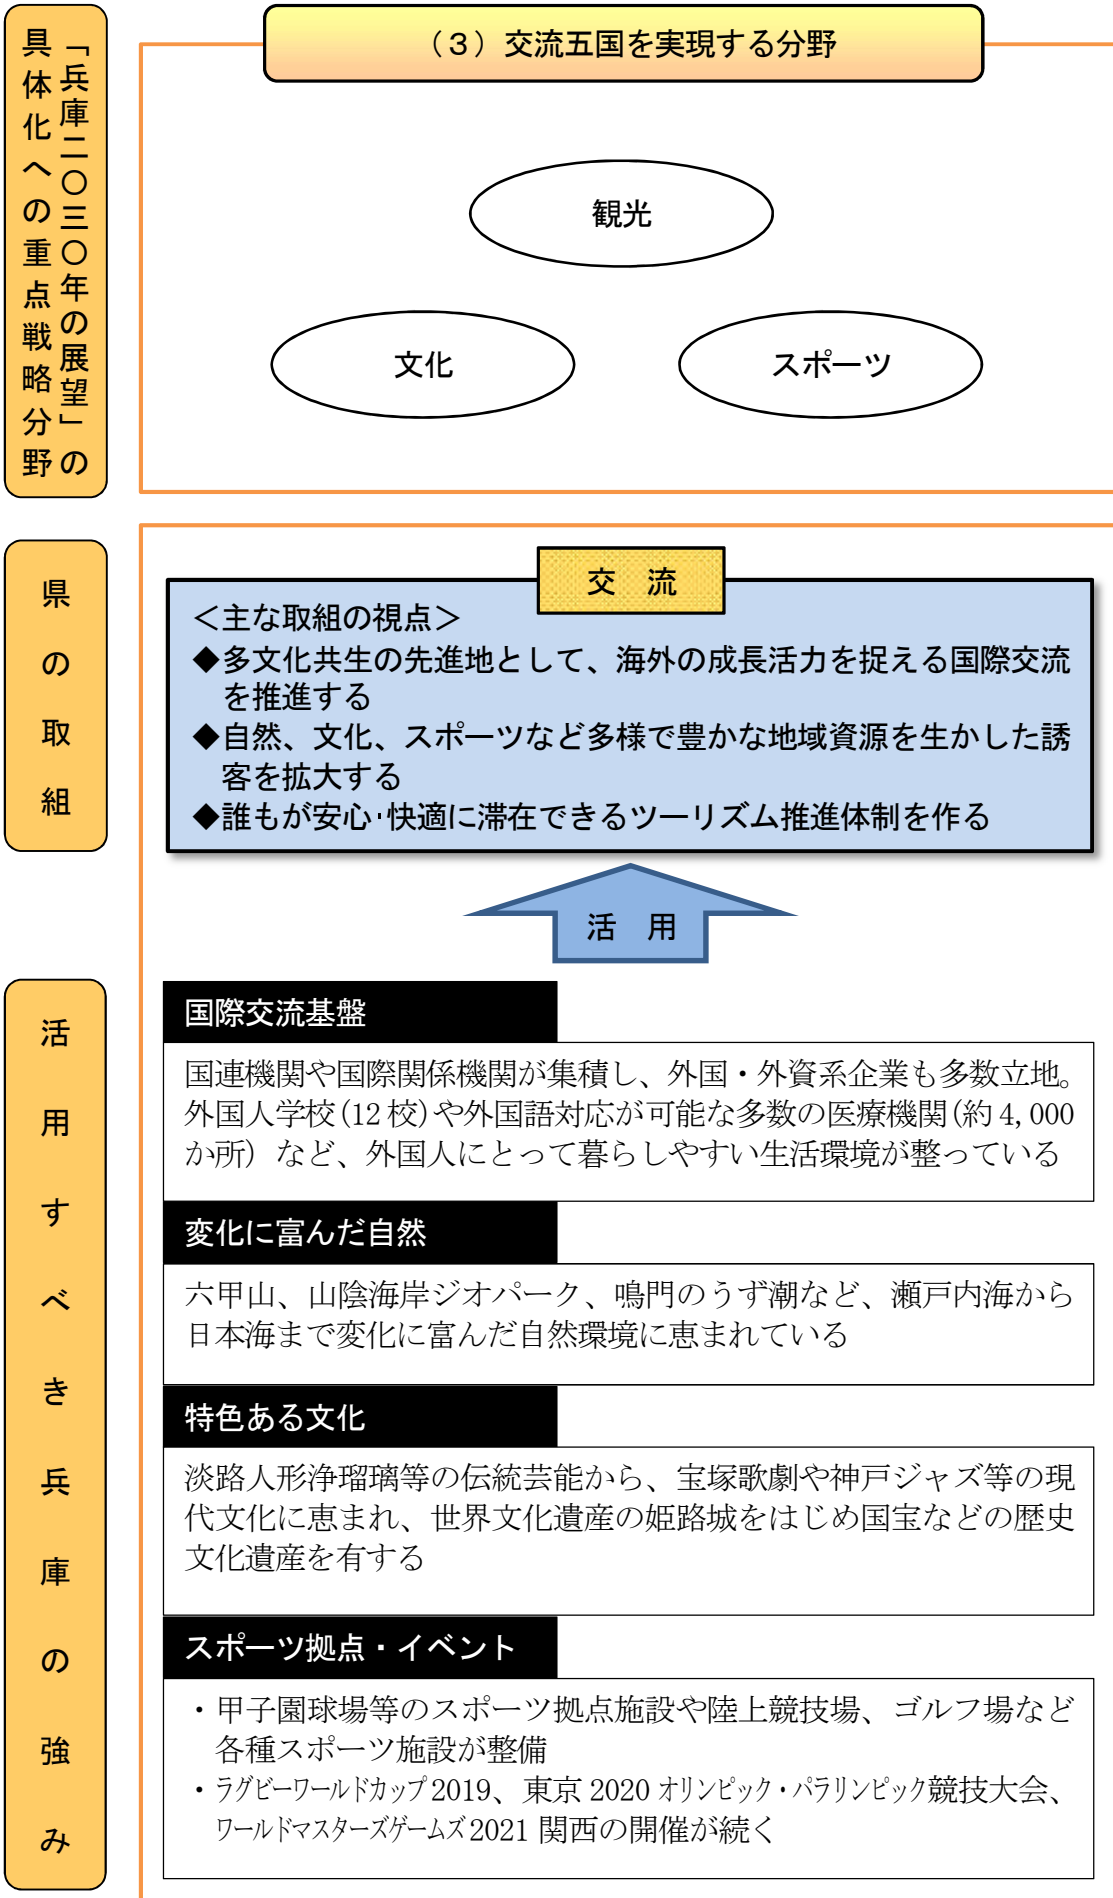 「兵庫二〇三〇年の展望」の
具体化への重点戦略分野
（３）交流五国を実現する分野
観光
文化
スポーツ
県の取組
交　流
＜主な取組の視点＞
◆多文化共生の先進地として、海外の成長活力を捉える国際交流
を推進する
◆自然、文化、スポーツなど多様で豊かな地域資源を生かした誘
客を拡大する
◆誰もが安心･快適に滞在できるツーリズム推進体制を作る
活　用
活用すべき兵庫の強み
国際交流基盤
国連機関や国際関係機関が集積し、外国・外資系企業も多数立地。
外国人学校(12 校)や外国語対応が可能な多数の医療機関(約 4,000
か所）など、外国人にとって暮らしやすい生活環境が整っている
変化に富んだ自然
六甲山、山陰海岸ジオパーク、鳴門のうず潮など、瀬戸内海から
日本海まで変化に富んだ自然環境に恵まれている
特色ある文化
淡路人形浄瑠璃等の伝統芸能から、宝塚歌劇や神戸ジャズ等の現
代文化に恵まれ、世界文化遺産の姫路城をはじめ国宝などの歴史
文化遺産を有する
スポーツ拠点・イベント
・甲子園球場等のスポーツ拠点施設や陸上競技場、ゴルフ場など
各種スポーツ施設が整備
・ラグビーワールドカップ 2019、東京 2020 オリンピック・パラリンピック競技大会、
ワールドマスターズゲームズ 2021 関西の開催が続く